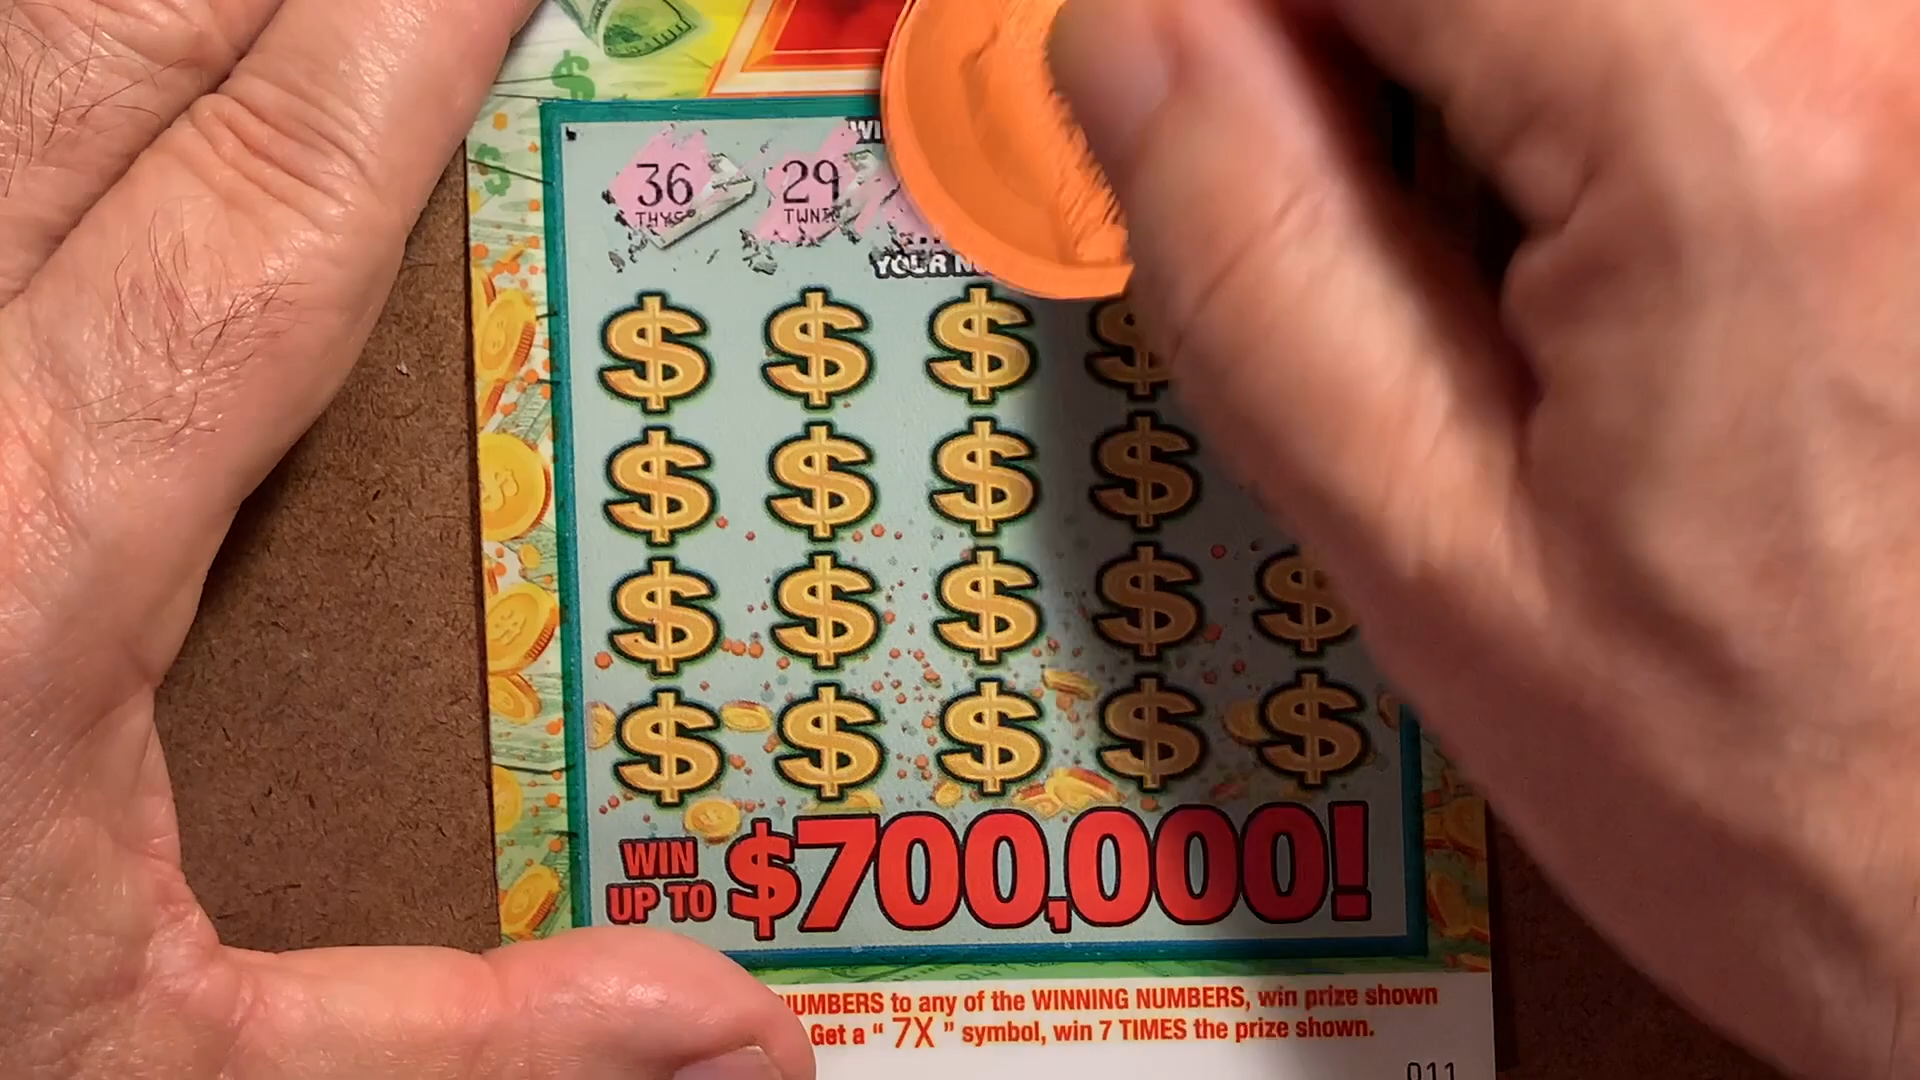 36 29
TWNI
YOUR
$ $ $ $
$ $ $ $
$ $ $ $ $
$ $ $ $ $
WIN
UP TO $700,000!
NUMBERS to any of the WINNING NUMBERS, win prize shown
Get a “ 7X ” symbol, win 7 TIMES the prize shown.
011